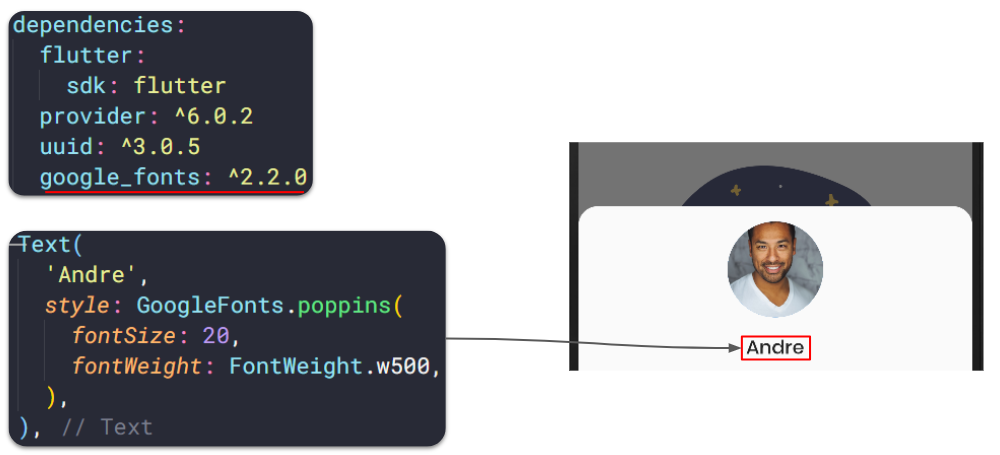 dependencies:
  flutter:
    sdk: flutter
  provider: ^6.0.2
  uuid: ^3.0.5
  google_fonts: ^2.2.0
Text(
  'Andre',
  style: GoogleFonts.poppins(
    fontSize: 20,
    fontWeight: FontWeight.w500,
  ),
), // Text
Andre